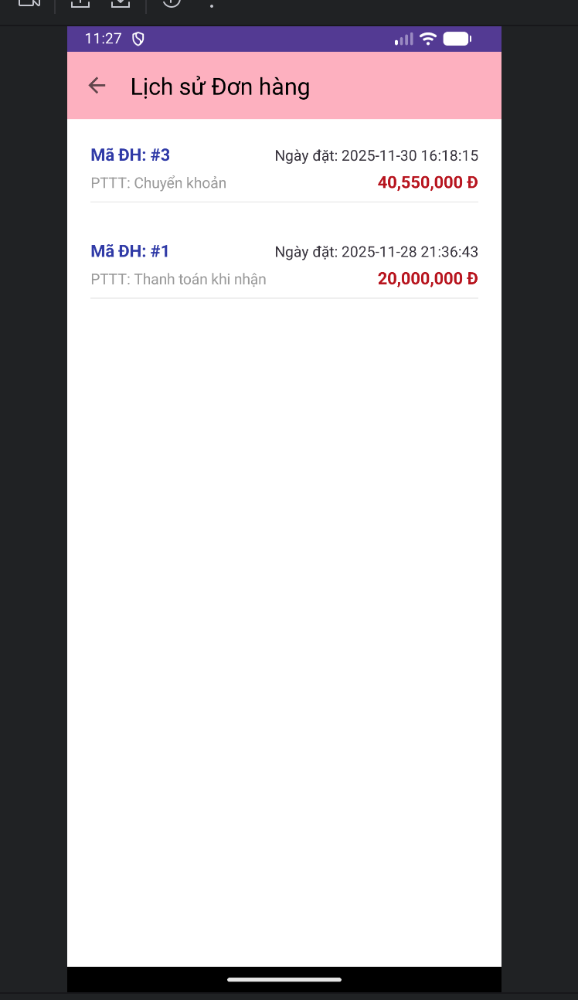 11:27
Lịch sử Đơn hàng
Mã ĐH: #3 Ngày đặt: 2025-11-30 16:18:15
PTTT: Chuyển khoản 40,550,000 Đ
Mã ĐH: #1 Ngày đặt: 2025-11-28 21:36:43
PTTT: Thanh toán khi nhận 20,000,000 Đ